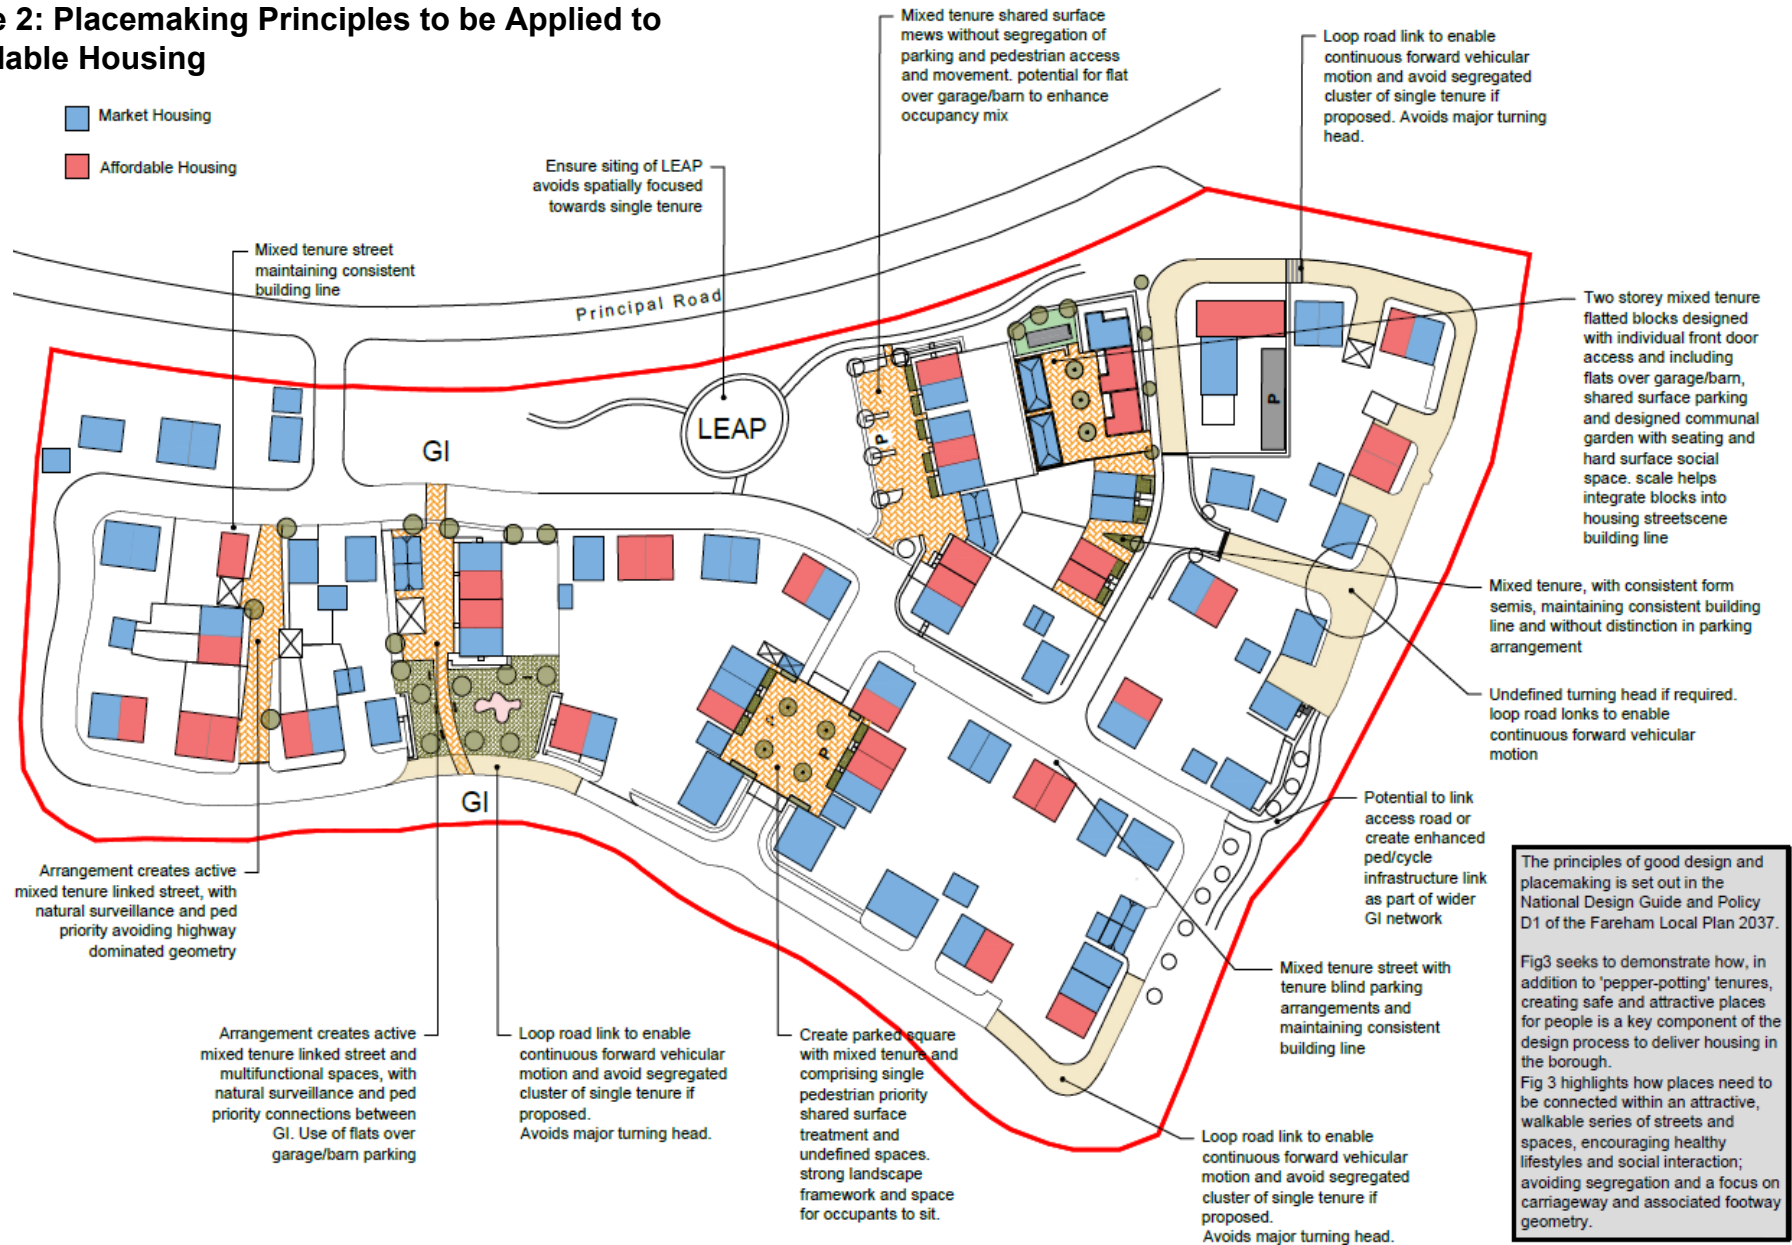 e 2: Placemaking Principles to be Applied to
lable Housing
Market Housing
Affordable Housing
Mixed tenure shared surface
mews without segregation of
parking and pedestrian access
and movement. potential for flat
over garage/barn to enhance
occupancy mix
Loop road link to enable
continuous forward vehicular
motion and avoid segregated
cluster of single tenure if
proposed. Avoids major turning
head.
Ensure siting of LEAP
avoids spatially focused
towards single tenure
Mixed tenure street
maintaining consistent
building line
Principal Road
Two storey mixed tenure
flatted blocks designed
with individual front door
access and including
flats over garage/barn,
shared surface parking
and designed communal
garden with seating and
hard surface social
space. scale helps
integrate blocks into
housing streetscene
building line
P
LEAP
P
GI
Mixed tenure, with consistent form
semis, maintaining consistent building
line and without distinction in parking
arrangement
Undefined turning head if required.
loop road lonks to enable
continuous forward vehicular
motion
P
GI
Potential to link
access road or
create enhanced
ped/cycle
infrastructure link
as part of wider
GI network
Arrangement creates active
mixed tenure linked street, with
natural surveillance and ped
priority avoiding highway
dominated geometry
Mixed tenure street with
tenure blind parking
arrangements and
maintaining consistent
building line
Arrangement creates active
mixed tenure linked street and
multifunctional spaces, with
natural surveillance and ped
priority connections between
GI. Use of flats over
garage/barn parking
Loop road link to enable
continuous forward vehicular
motion and avoid segregated
cluster of single tenure if
proposed.
Avoids major turning head.
Create parked square
with mixed tenure and
comprising single
pedestrian priority
shared surface
treatment and
undefined spaces.
strong landscape
framework and space
for occupants to sit.
Loop road link to enable
continuous forward vehicular
motion and avoid segregated
cluster of single tenure if
proposed.
Avoids major turning head.
The principles of good design and
placemaking is set out in the
National Design Guide and Policy
D1 of the Fareham Local Plan 2037.
Fig3 seeks to demonstrate how, in
addition to 'pepper-potting' tenures,
creating safe and attractive places
for people is a key component of the
design process to deliver housing in
the borough.
Fig 3 highlights how places need to
be connected within an attractive,
walkable series of streets and
spaces, encouraging healthy
lifestyles and social interaction;
avoiding segregation and a focus on
carriageway and associated footway
geometry.